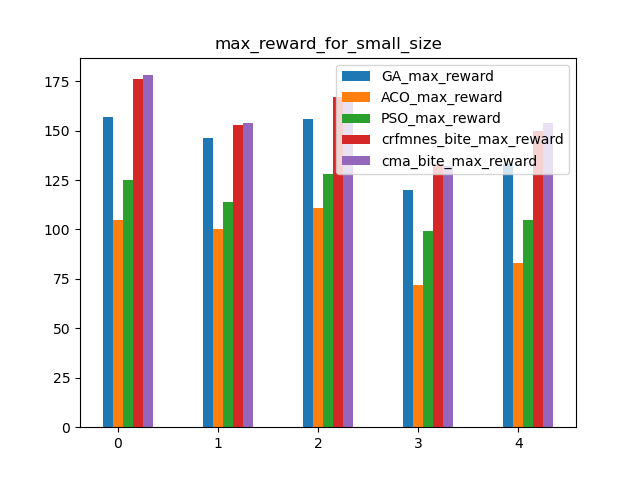 max_reward_for_small_size
GA_max_reward
ACO_max_reward
PSO_max_reward
crfmnes_bite_max_reward
cma_bite_max_reward
175
150
125
100
75
50
25
0
0 1 2 3 4